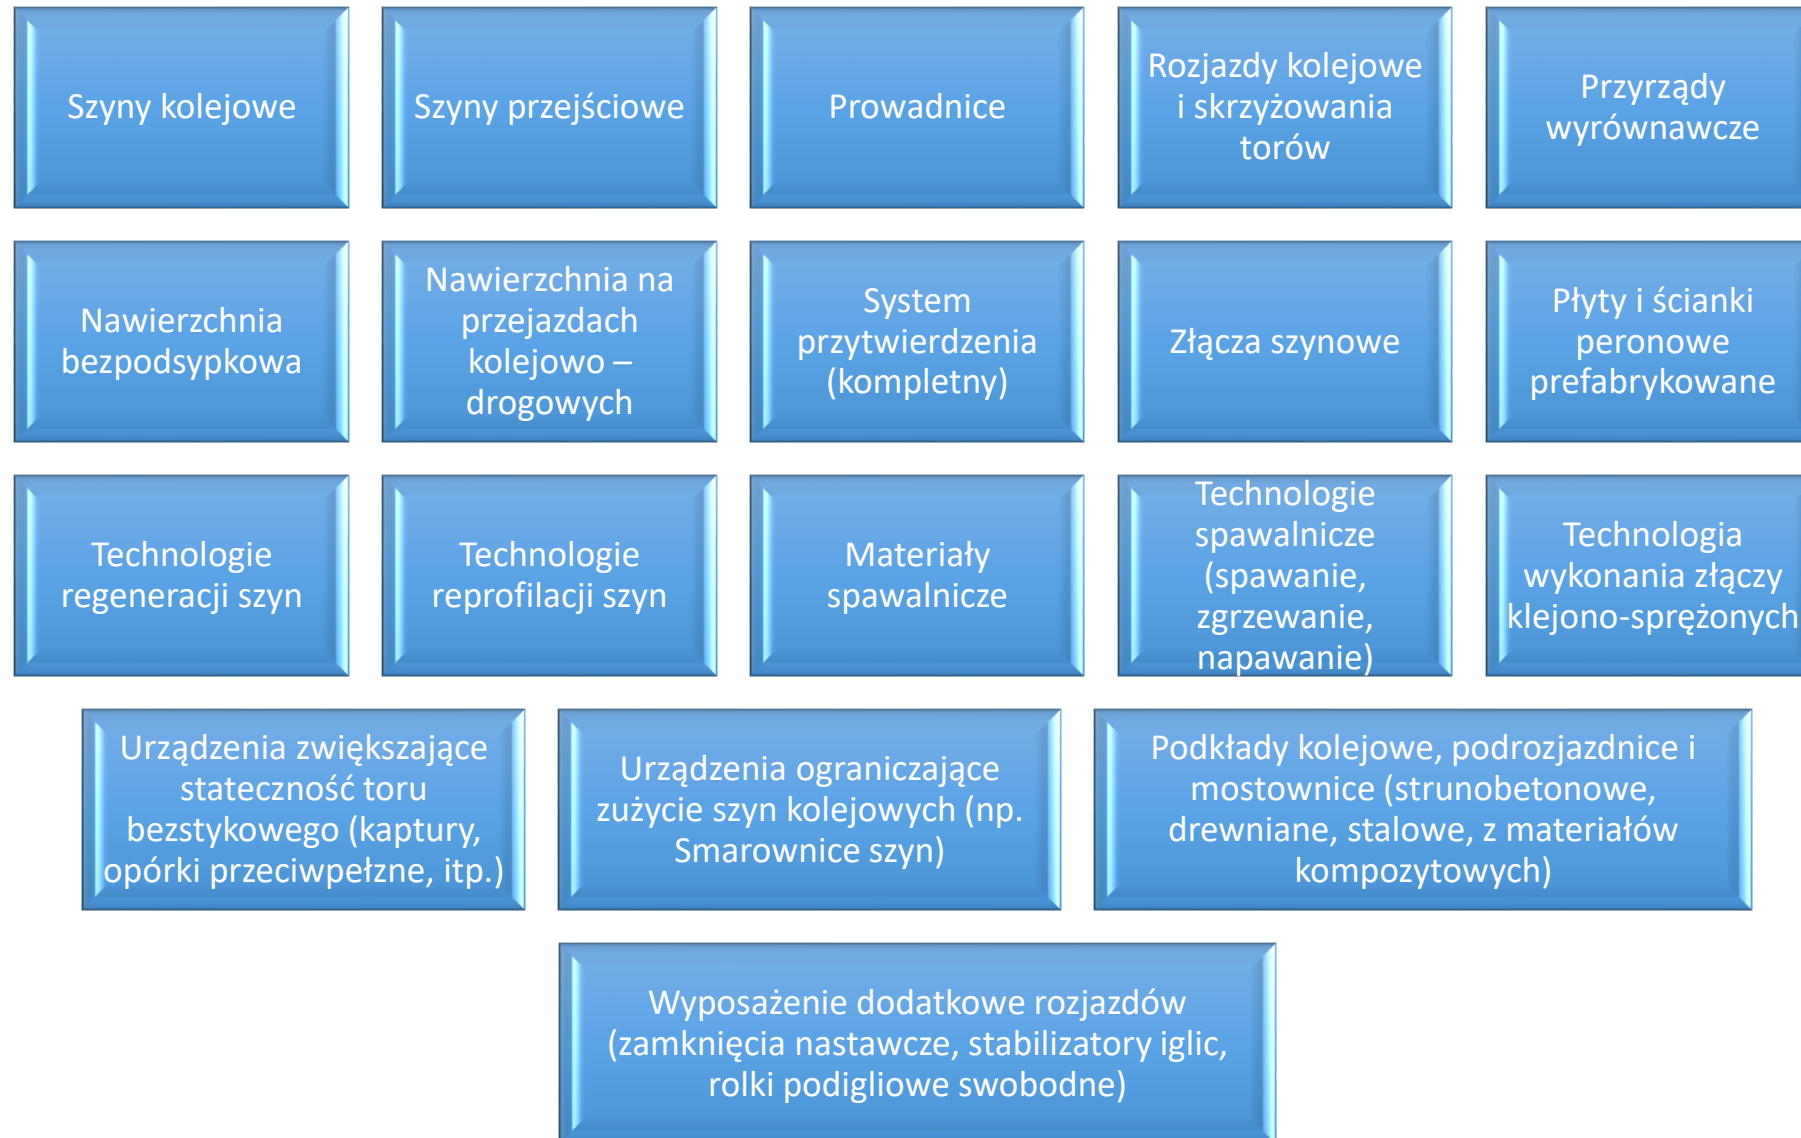 Szyny kolejowe
Szyny przejściowe
Prowadnice
Rozjazdy kolejowe
i skrzyżowania
torów
Przyrządy
wyrównawcze
Nawierzchnia
bezpodsypkowa
Nawierzchnia na
przejazdach
kolejowo –
drogowych
System
przytwierdzenia
(kompletny)
Złącza szynowe
Płyty i ścianki
peronowe
prefabrykowane
Technologie
regeneracji szyn
Technologie
reprofilacji szyn
Materiały
spawalnicze
Technologie
spawalnicze
(spawanie,
zgrzewanie,
napawanie)
Technologia
wykonania złączy
klejono-sprężonych
Urządzenia zwiększające
stateczność toru
bezstykowego (kaptury,
opórki przeciwpełzne, itp.)
Urządzenia ograniczające
zużycie szyn kolejowych (np.
Smarownice szyn)
Podkłady kolejowe, podrozjazdnice i
mostownice (strunobetonowe,
drewniane, stalowe, z materiałów
kompozytowych)
Wyposażenie dodatkowe rozjazdów
(zamknięcia nastawcze, stabilizatory iglic,
rolki podigliowe swobodne)